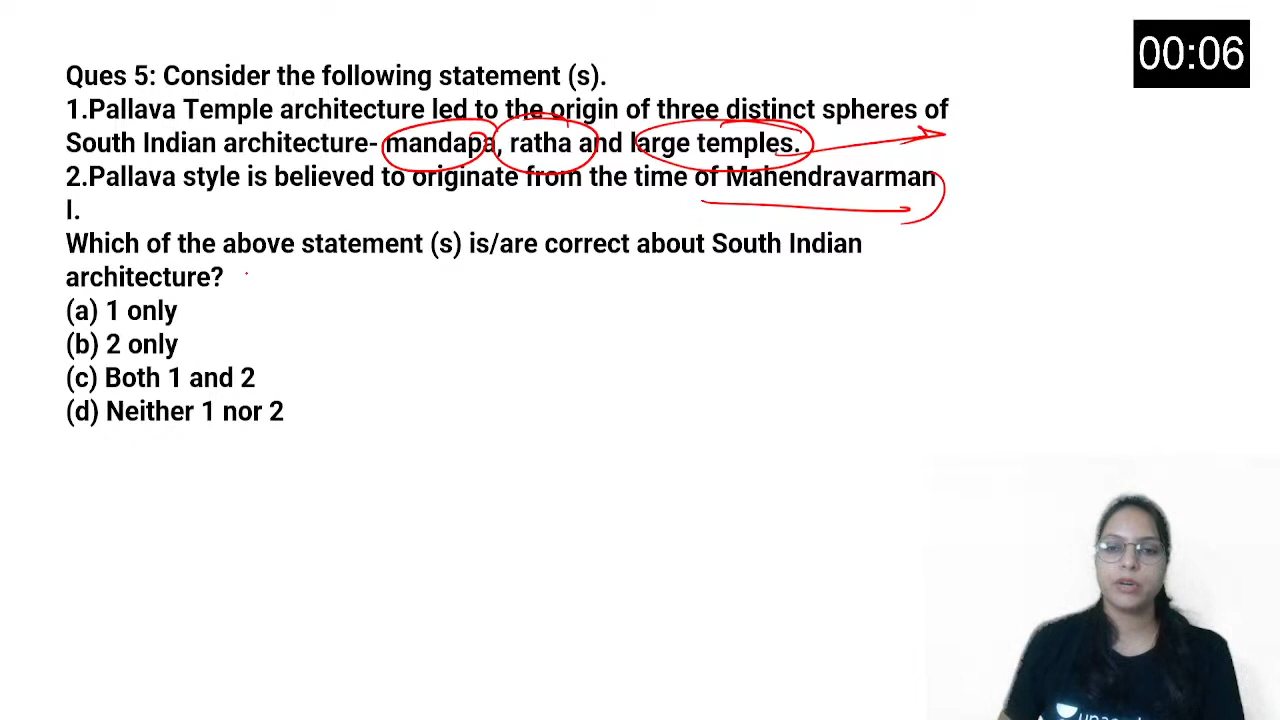 00:06
Ques 5: Consider the following statement (s).
1.Pallava Temple architecture led to the origin of three distinct spheres of
South Indian architecture- mandapa, ratha and large temples.
2.Pallava style is believed to originate from the time of Mahendravarman
I.
Which of the above statement (s) is/are correct about South Indian
architecture?
(a) 1 only
(b) 2 only
(c) Both 1 and 2
(d) Neither 1 nor 2